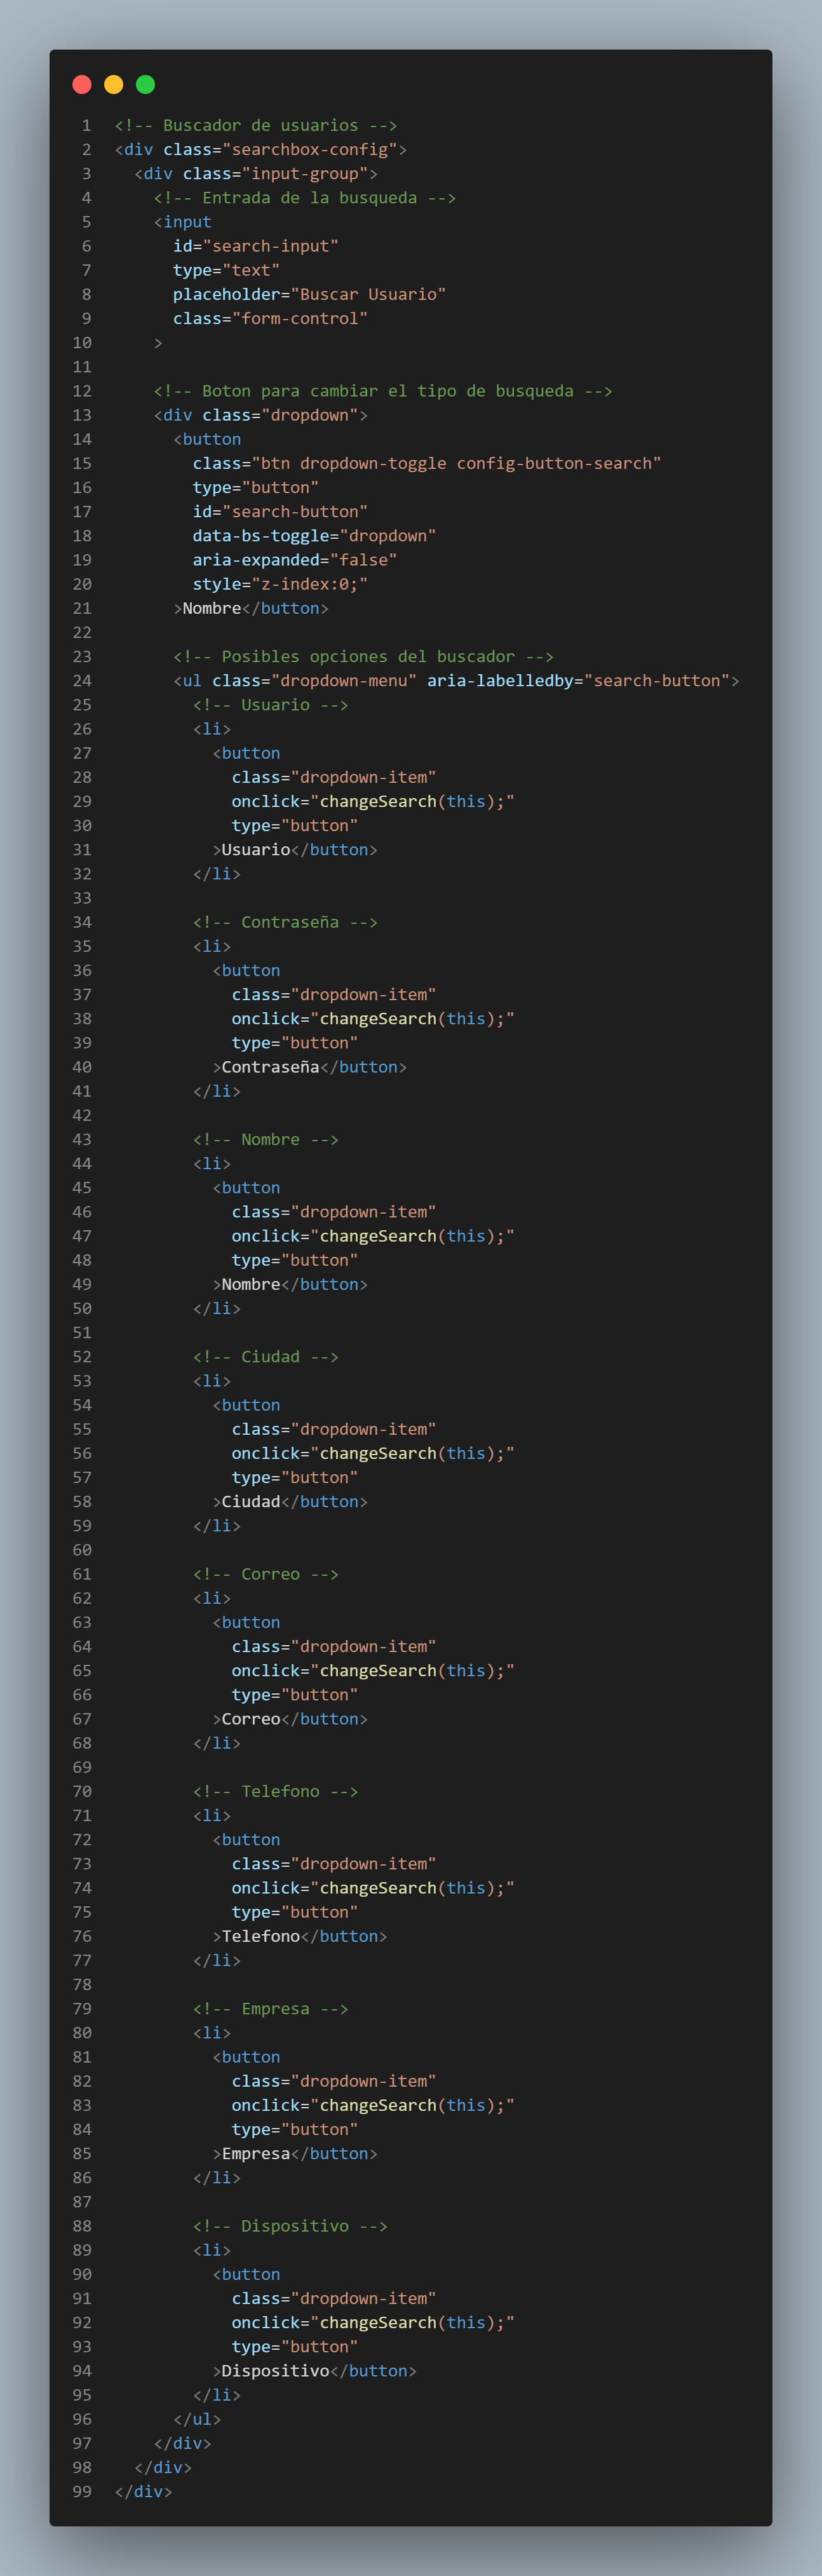 1 <!-- Buscador de usuarios -->
2 <div class="searchbox-config">
3   <div class="input-group">
4     <!-- Entrada de la busqueda -->
5     <input
6       id="search-input"
7       type="text"
8       placeholder="Buscar Usuario"
9       class="form-control"
10     >
11
12     <!-- Boton para cambiar el tipo de busqueda -->
13     <div class="dropdown">
14       <button
15         class="btn dropdown-toggle config-button-search"
16         type="button"
17         id="search-button"
18         data-bs-toggle="dropdown"
19         aria-expanded="false"
20         style="z-index:0;"
21       >Nombre</button>
22
23       <!-- Posibles opciones del buscador -->
24       <ul class="dropdown-menu" aria-labelledby="search-button">
25         <!-- Usuario -->
26         <li>
27           <button
28             class="dropdown-item"
29             onclick="changeSearch(this);"
30             type="button"
31           >Usuario</button>
32         </li>
33
34         <!-- Contraseña -->
35         <li>
36           <button
37             class="dropdown-item"
38             onclick="changeSearch(this);"
39             type="button"
40           >Contraseña</button>
41         </li>
42
43         <!-- Nombre -->
44         <li>
45           <button
46             class="dropdown-item"
47             onclick="changeSearch(this);"
48             type="button"
49           >Nombre</button>
50         </li>
51
52         <!-- Ciudad -->
53         <li>
54           <button
55             class="dropdown-item"
56             onclick="changeSearch(this);"
57             type="button"
58           >Ciudad</button>
59         </li>
60
61         <!-- Correo -->
62         <li>
63           <button
64             class="dropdown-item"
65             onclick="changeSearch(this);"
66             type="button"
67           >Correo</button>
68         </li>
69
70         <!-- Telefono -->
71         <li>
72           <button
73             class="dropdown-item"
74             onclick="changeSearch(this);"
75             type="button"
76           >Telefono</button>
77         </li>
78
79         <!-- Empresa -->
80         <li>
81           <button
82             class="dropdown-item"
83             onclick="changeSearch(this);"
84             type="button"
85           >Empresa</button>
86         </li>
87
88         <!-- Dispositivo -->
89         <li>
90           <button
91             class="dropdown-item"
92             onclick="changeSearch(this);"
93             type="button"
94           >Dispositivo</button>
95         </li>
96       </ul>
97     </div>
98   </div>
99 </div>